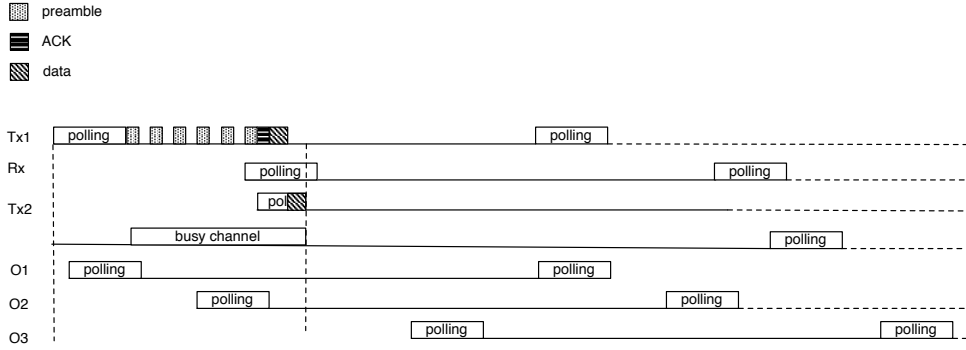 preamble
ACK
data
Tx1 polling polling
Rx polling polling
Tx2 pol
busy channel polling
O1 polling polling
O2 polling polling
O3 polling polling